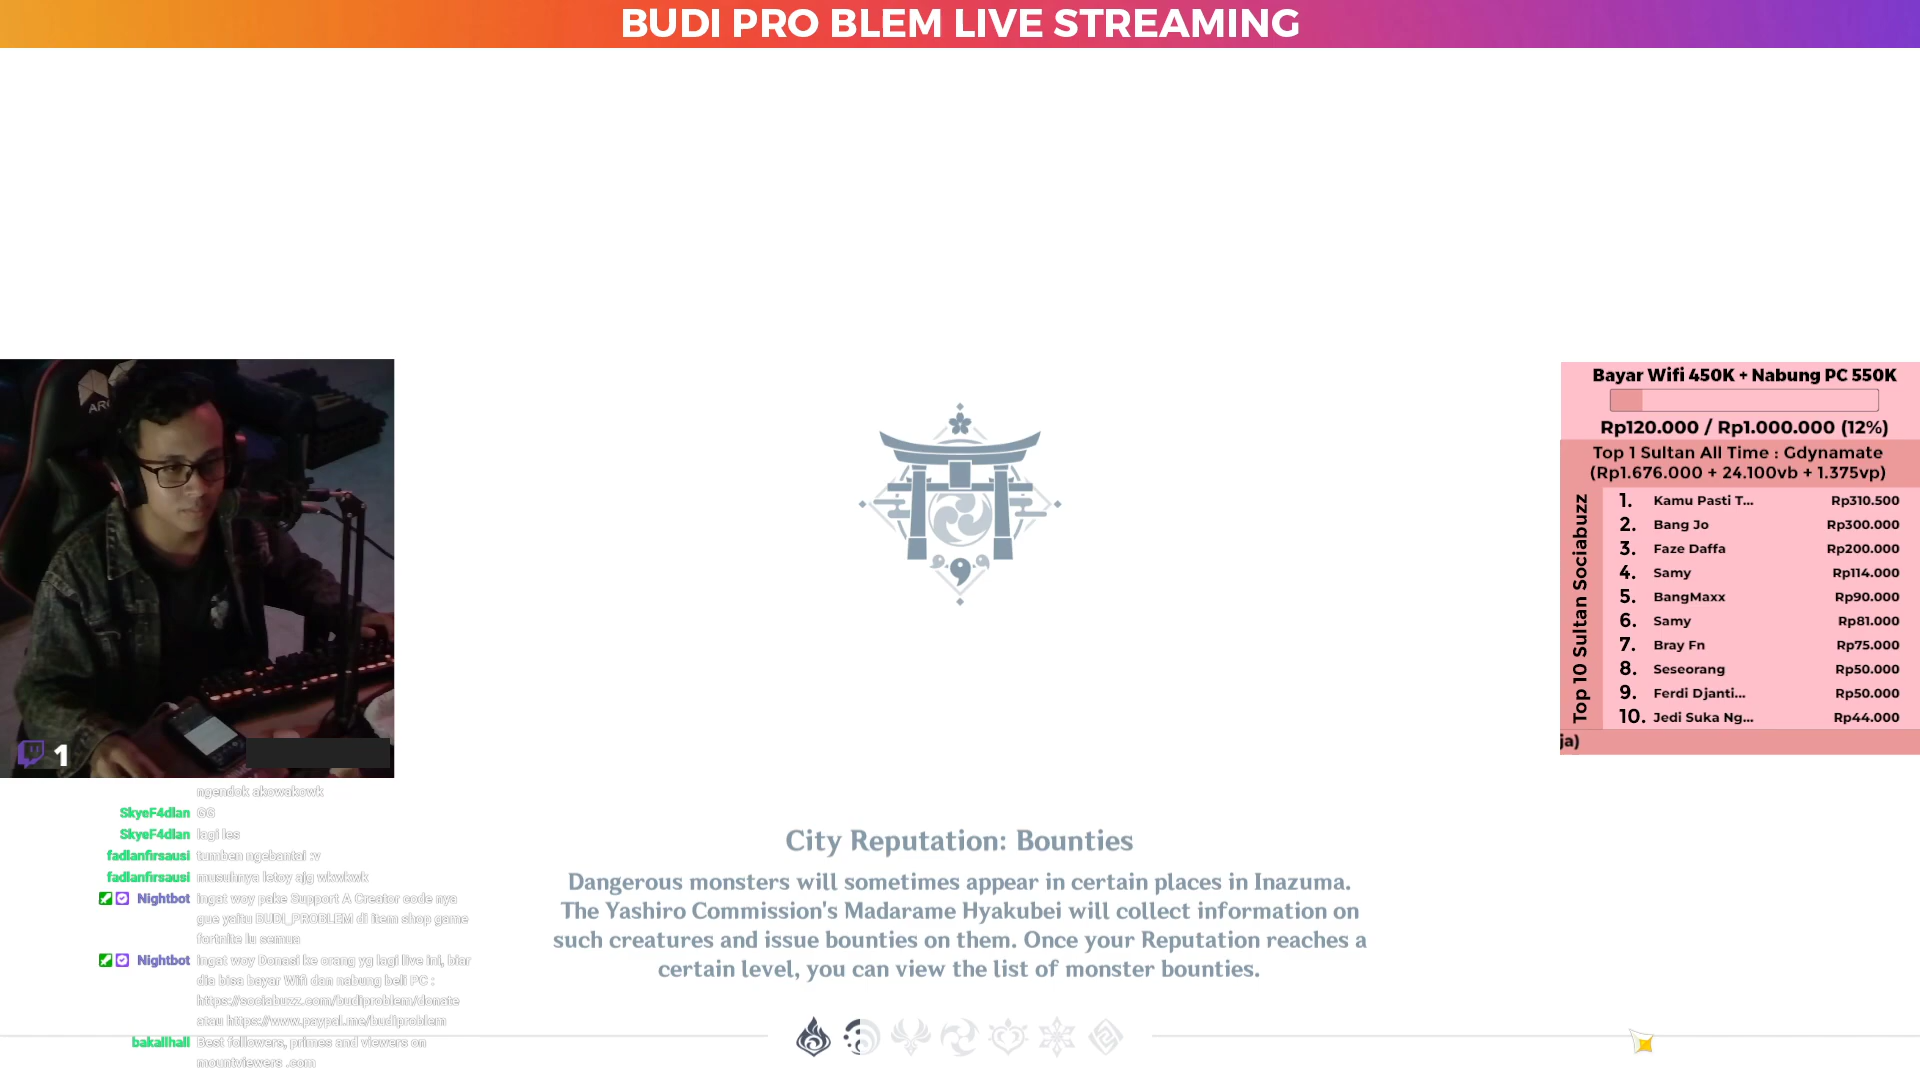 BUDI PRO BLEM LIVE STREAMING
1
ngendok akowakowk
SkyeF4dlan GG
SkyeF4dlan lagi les
fadlanfirsausi tumben ngebantai :v
fadlanfirsausi musuhnya letoy ajg wkwkwk
Nightbot Ingat woy pake Support A Creator code nya
gue yaitu BUDI_PROBLEM di item shop game
fortnite lu semua
Nightbot Ingat woy Donasi ke orang yg lagi live ini, biar
dia bisa bayar Wifi dan nabung beli PC :
https://sociabuzz.com/budiproblem/donate
atau https://www.paypal.me/budiproblem
bakallhall Best followers, primes and viewers on
mountviewers .com
City Reputation: Bounties
Dangerous monsters will sometimes appear in certain places in Inazuma.
The Yashiro Commission's Madarame Hyakubei will collect information on
such creatures and issue bounties on them. Once your Reputation reaches a
certain level, you can view the list of monster bounties.
Bayar Wifi 450K + Nabung PC 550K
Rp120.000 / Rp1.000.000 (12%)
Top 1 Sultan All Time : Gdynamate
(Rp1.676.000 + 24.100vb + 1.375vp)
Top 10 Sultan Sociabuzz
1. Kamu Pasti T... Rp310.500
2. Bang Jo Rp300.000
3. Faze Daffa Rp200.000
4. Samy Rp114.000
5. BangMaxx Rp90.000
6. Samy Rp81.000
7. Bray Fn Rp75.000
8. Seseorang Rp50.000
9. Ferdi Djanti... Rp50.000
10. Jedi Suka Ng... Rp44.000
ja)